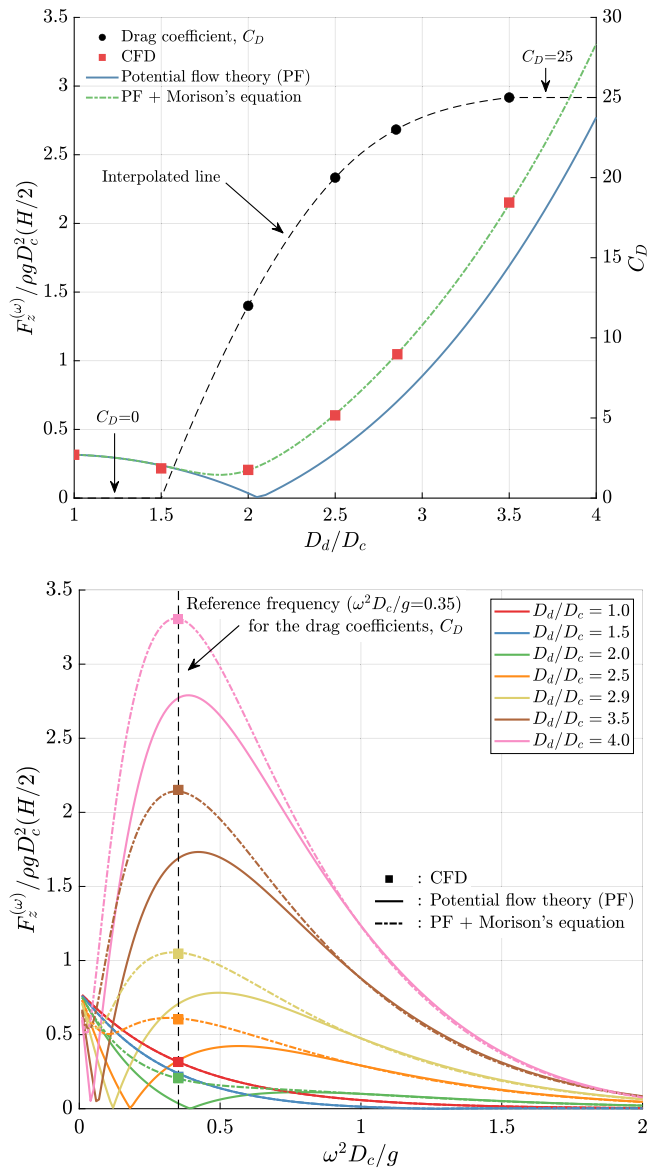 Drag coefficient, C_D
CFD
Potential flow theory (PF)
PF + Morison's equation
C_D=25
Interpolated line
C_D=0
3.5
3
2.5
2
1.5
1
0.5
0
30
25
20
15
10
5
0
1
1.5
2
2.5
3
3.5
4
F_z^{(ω)}/ρgD_c^2(H/2)
C_D
D_d/D_c
Reference frequency (ω^2D_c/g=0.35)
for the drag coefficients, C_D
D_d/D_c = 1.0
D_d/D_c = 1.5
D_d/D_c = 2.0
D_d/D_c = 2.5
D_d/D_c = 2.9
D_d/D_c = 3.5
D_d/D_c = 4.0
: CFD
: Potential flow theory (PF)
: PF + Morison's equation
3.5
3
2.5
2
1.5
1
0.5
0
0
0.5
1
1.5
2
F_z^{(ω)}/ρgD_c^2(H/2)
ω^2D_c/g